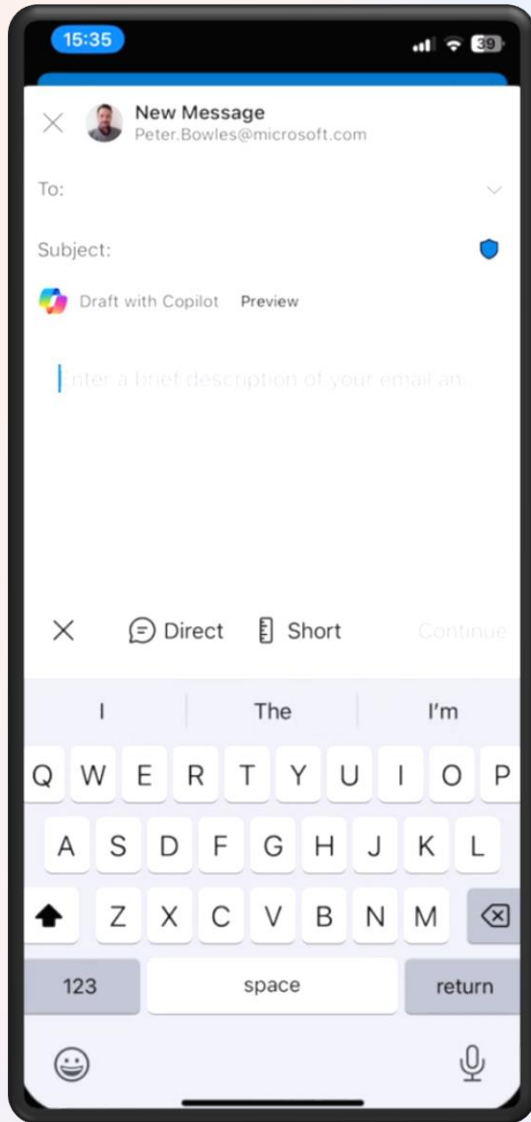 15:35
39
New Message
Peter.Bowles@microsoft.com
To:
Subject:
Draft with Copilot Preview
Enter a brief description of your email an...
Direct Short Continue
I The I'm
Q W E R T Y U I O P
A S D F G H J K L
Z X C V B N M
123 space return